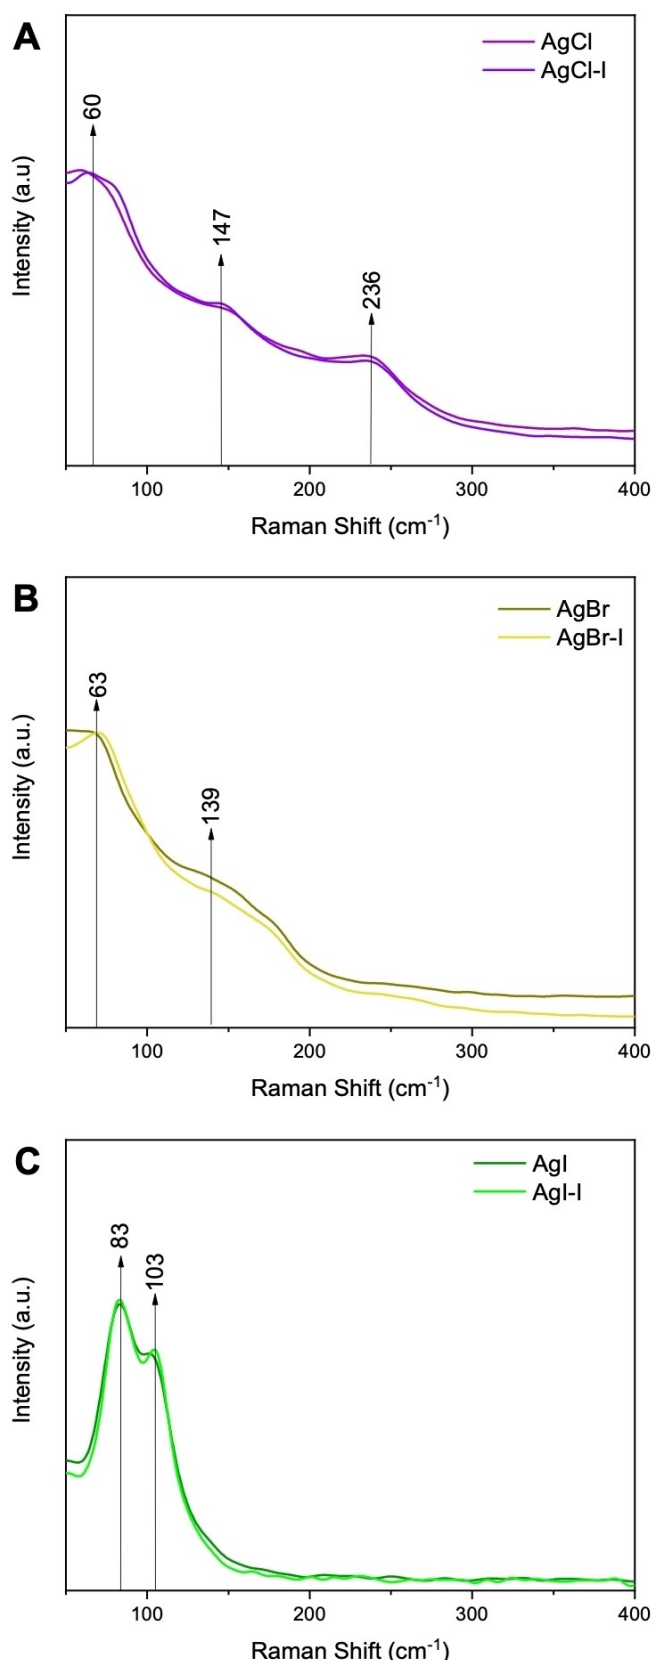 A
AgCl
AgCl-I
60
147
236
Intensity (a.u)
100 200 300 400
Raman Shift (cm⁻¹)
B
AgBr
AgBr-I
63
139
Intensity (a.u.)
100 200 300 400
Raman Shift (cm⁻¹)
C
AgI
AgI-I
83
103
Intensity (a.u.)
100 200 300 400
Raman Shift (cm⁻¹)